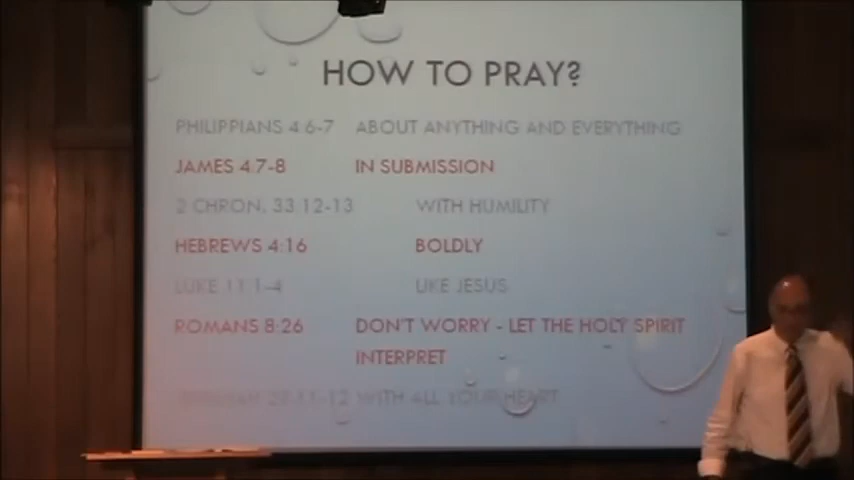 HOW TO PRAY?
PHILIPPIANS 4:6-7 ABOUT ANYTHING AND EVERYTHING
JAMES 4:7-8 IN SUBMISSION
2 CHRON. 33:12-13 WITH HUMILITY
HEBREWS 4:16 BOLDLY
LUKE 11:1-4 LIKE JESUS
ROMANS 8:26 DON'T WORRY - LET THE HOLY SPIRIT
INTERPRET
WITH ALL YOUR HEART